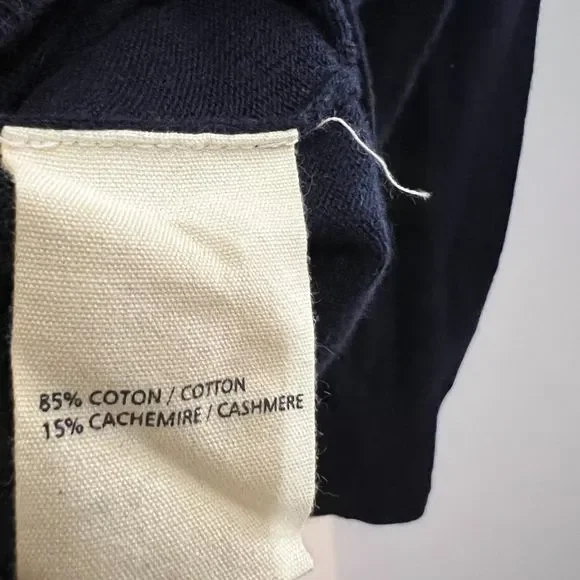 85% COTON / COTTON
15% CACHEMIRE / CASHMERE